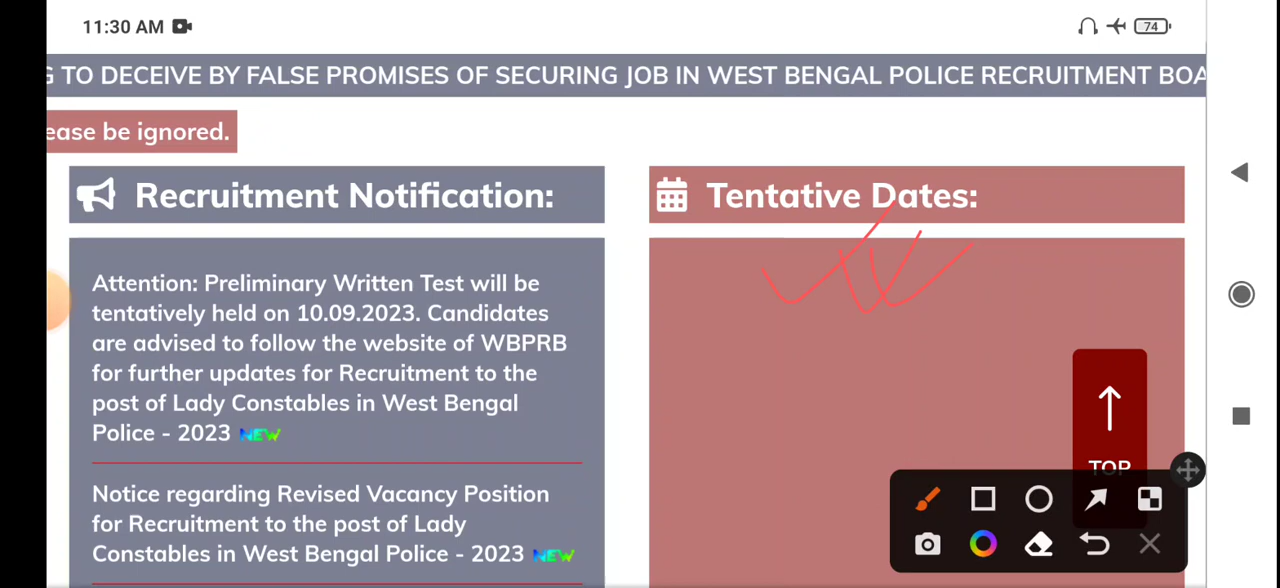 11:30 AM
74
TO DECEIVE BY FALSE PROMISES OF SECURING JOB IN WEST BENGAL POLICE RECRUITMENT BOA
ease be ignored.
Recruitment Notification:
Attention: Preliminary Written Test will be
tentatively held on 10.09.2023. Candidates
are advised to follow the website of WBPRB
for further updates for Recruitment to the
post of Lady Constables in West Bengal
Police - 2023 NEW
Notice regarding Revised Vacancy Position
for Recruitment to the post of Lady
Constables in West Bengal Police - 2023 NEW
Tentative Dates:
TOP